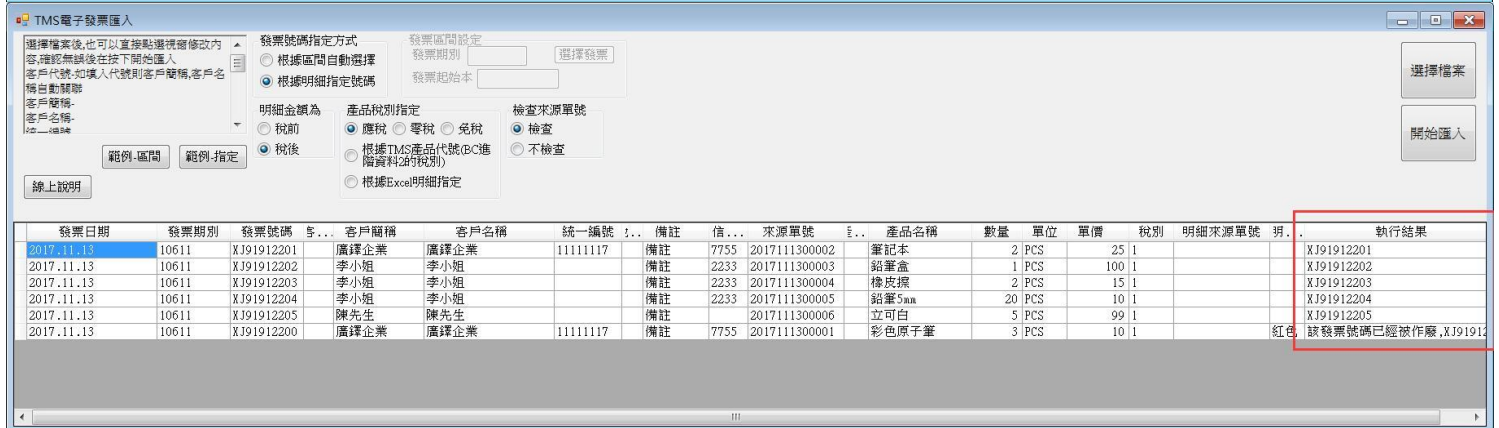 TMS電子發票匯入
選擇檔案後,也可以直接點選視窗修改內
容,確認無誤後在按下開始匯入
客戶代號-如填入代號則客戶簡稱,客戶名
稱自動關聯
客戶簡稱-
客戶名稱-
統一編號
範例-區間 範例-指定
線上說明
發票號碼指定方式
根據區間自動選擇
根據明細指定號碼
發票區間設定
發票期別 選擇發票
發票起始本
明細金額為
稅前
稅後
產品稅別指定
應稅 零稅 免稅
根據TMS產品代號(BC進
階資料2的稅別)
根據Excel明細指定
檢查來源單號
檢查
不檢查
選擇檔案
開始匯入
發票日期 發票期別 發票號碼 客戶簡稱 客戶名稱 統一編號 備註 信... 來源單號 產品名稱 數量 單位 單價 稅別 明細來源單號 明... 執行結果
2017.11.13 10611 XJ91912201 廣鐸企業 廣鐸企業 11111117 備註 7755 2017111300002 筆記本 2 PCS 25 1 XJ91912201
2017.11.13 10611 XJ91912202 李小姐 李小姐 備註 2233 2017111300003 鉛筆盒 1 PCS 100 1 XJ91912202
2017.11.13 10611 XJ91912203 李小姐 李小姐 備註 2233 2017111300004 橡皮擦 2 PCS 15 1 XJ91912203
2017.11.13 10611 XJ91912204 李小姐 李小姐 備註 2233 2017111300005 鉛筆5mm 20 PCS 10 1 XJ91912204
2017.11.13 10611 XJ91912205 陳先生 陳先生 備註 2017111300006 立可白 5 PCS 99 1 XJ91912205
2017.11.13 10611 XJ91912200 廣鐸企業 廣鐸企業 11111117 備註 7755 2017111300001 彩色原子筆 3 PCS 10 1 紅色 該發票號碼已經被作廢,XJ91912